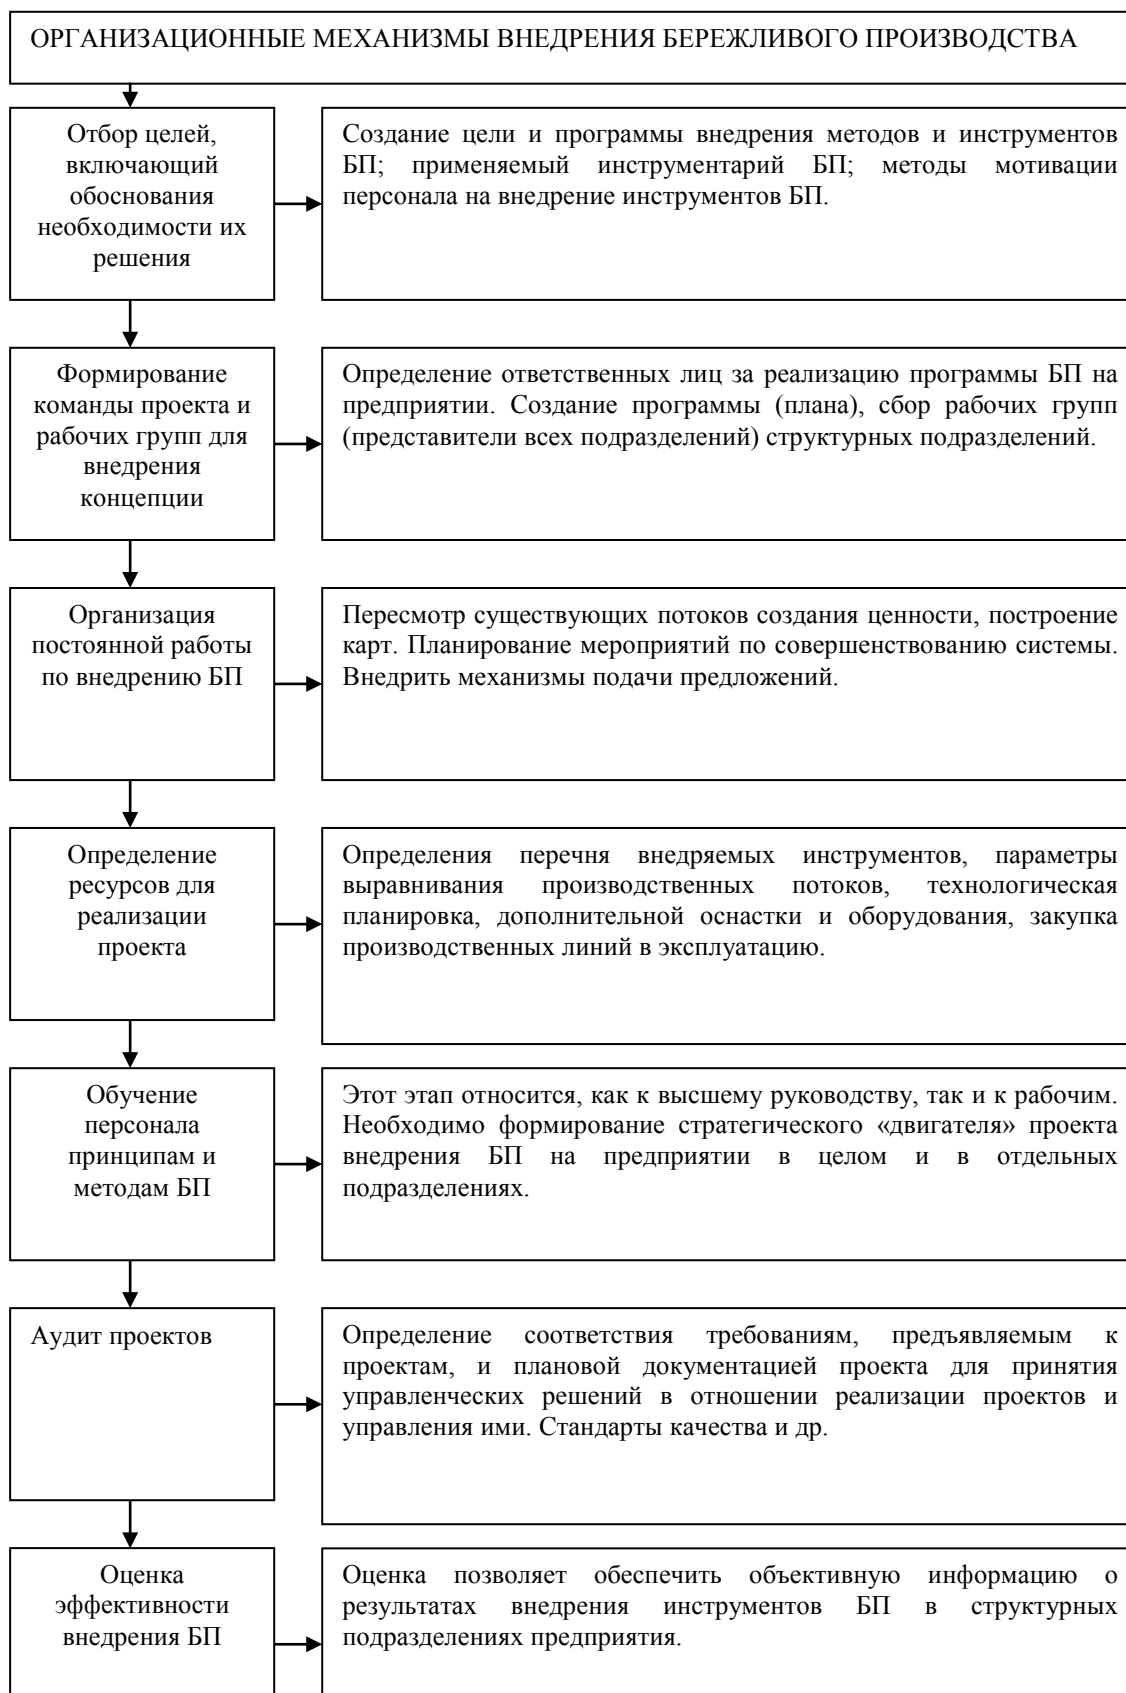 ОРГАНИЗАЦИОННЫЕ МЕХАНИЗМЫ ВНЕДРЕНИЯ БЕРЕЖЛИВОГО ПРОИЗВОДСТВА
Отбор целей,
включающий
обоснования
необходимости их
решения
Создание цели и программы внедрения методов и инструментов
БП; применяемый инструментарий БП; методы мотивации
персонала на внедрение инструментов БП.
Формирование
команды проекта и
рабочих групп для
внедрения
концепции
Определение ответственных лиц за реализацию программы БП на
предприятии. Создание программы (плана), сбор рабочих групп
(представители всех подразделений) структурных подразделений.
Организация
постоянной работы
по внедрению БП
Пересмотр существующих потоков создания ценности, построение
карт. Планирование мероприятий по совершенствованию системы.
Внедрить механизмы подачи предложений.
Определение
ресурсов для
реализации
проекта
Определения перечня внедряемых инструментов, параметры
выравнивания производственных потоков, технологическая
планировка, дополнительной оснастки и оборудования, закупка
производственных линий в эксплуатацию.
Обучение
персонала
принципам и
методам БП
Этот этап относится, как к высшему руководству, так и к рабочим.
Необходимо формирование стратегического «двигателя» проекта
внедрения БП на предприятии в целом и в отдельных
подразделениях.
Аудит проектов
Определение соответствия требованиям, предъявляемым к
проектам, и плановой документацией проекта для принятия
управленческих решений в отношении реализации проектов и
управления ими. Стандарты качества и др.
Оценка
эффективности
внедрения БП
Оценка позволяет обеспечить объективную информацию о
результатах внедрения инструментов БП в структурных
подразделениях предприятия.